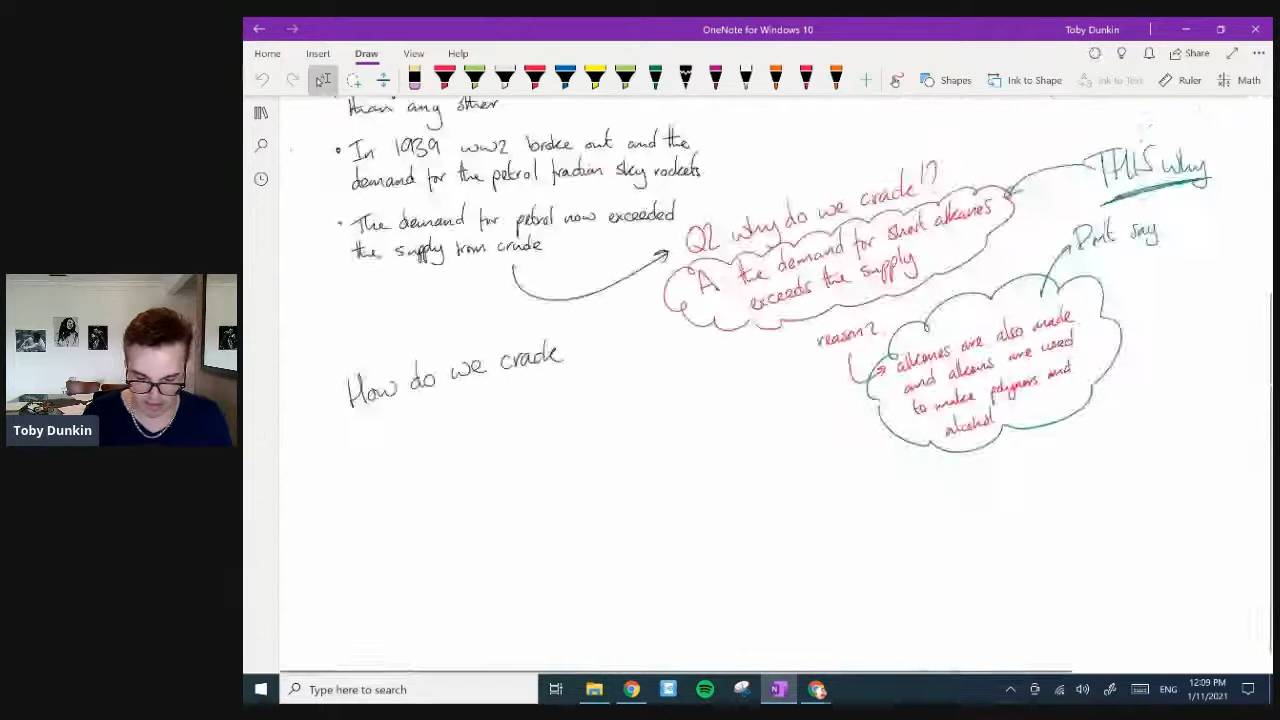 OneNote for Windows 10
Toby Dunkin
Home
Insert
Draw
View
Help
Share
Shapes
Ink to Shape
Ink to Text
Ruler
Math
than any other
• In 1939 WW2 broke out and the
demand for the petrol fraction sky rockets
• The demand for petrol now exceeded
the supply from crude
Q2 why do we crack!?
A the demand for short alkanes
exceeds the supply
THIS why
Don't say
reason 2
alkenes are also made
and alkens are used
to make polymers and
alcohol
How do we crack
Toby Dunkin
Type here to search
ENG
12:09 PM
1/11/2021